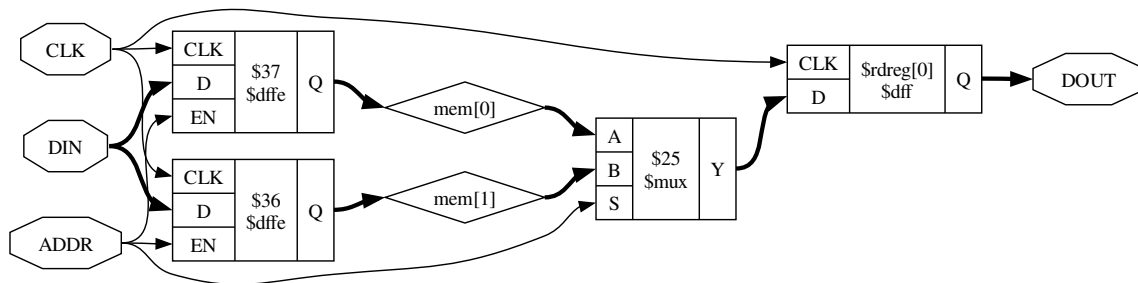 CLK
DIN
ADDR
CLK
D
EN
$37
$dffe
Q
CLK
D
EN
$36
$dffe
Q
mem[0]
mem[1]
A
B
S
$25
$mux
Y
CLK
D
$rdreg[0]
$dff
Q
DOUT